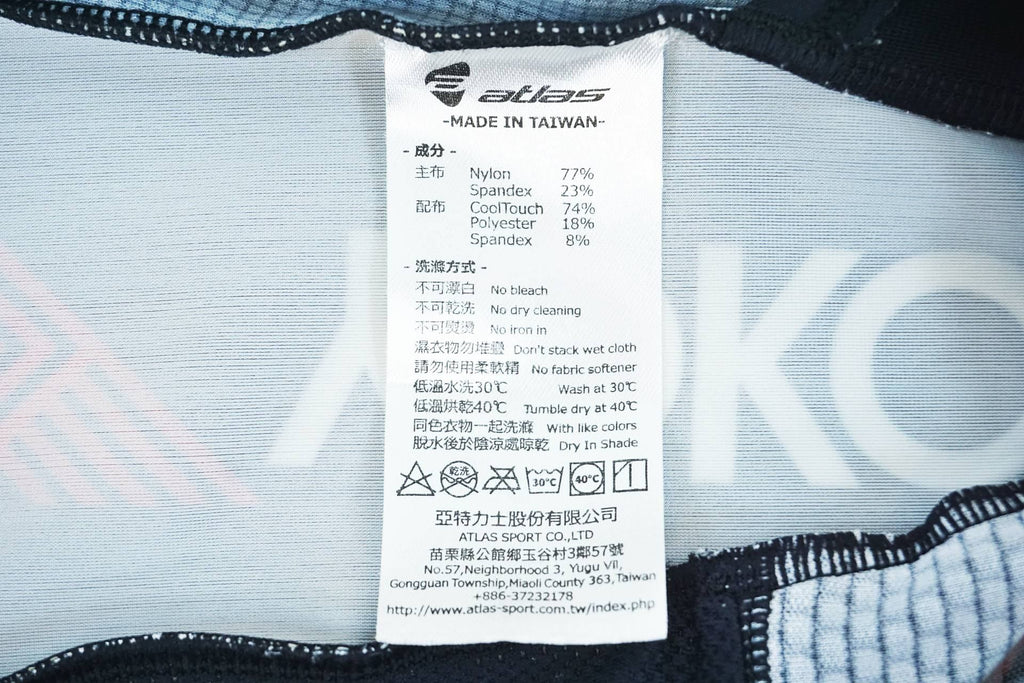 atlas
-MADE IN TAIWAN-
- 成分 -
主布 Nylon 77%
Spandex 23%
配布 CoolTouch 74%
Polyester 18%
Spandex 8%
- 洗滌方式 -
不可漂白 No bleach
不可乾洗 No dry cleaning
不可熨燙 No iron in
濕衣物勿堆疊 Don't stack wet cloth
請勿使用柔軟精 No fabric softener
低溫水洗30℃ Wash at 30℃
低溫烘乾40℃ Tumble dry at 40℃
同色衣物一起洗滌 With like colors
脫水後於陰涼處晾乾 Dry In Shade
乾洗 30℃ 40℃
亞特力士股份有限公司
ATLAS SPORT CO.,LTD
苗栗縣公館鄉玉谷村3鄰57號
No.57,Neighborhood 3, Yugu Vil,
Gongguan Township,Miaoli County 363,Taiwan
+886-37232178
http://www.atlas-sport.com.tw/index.php